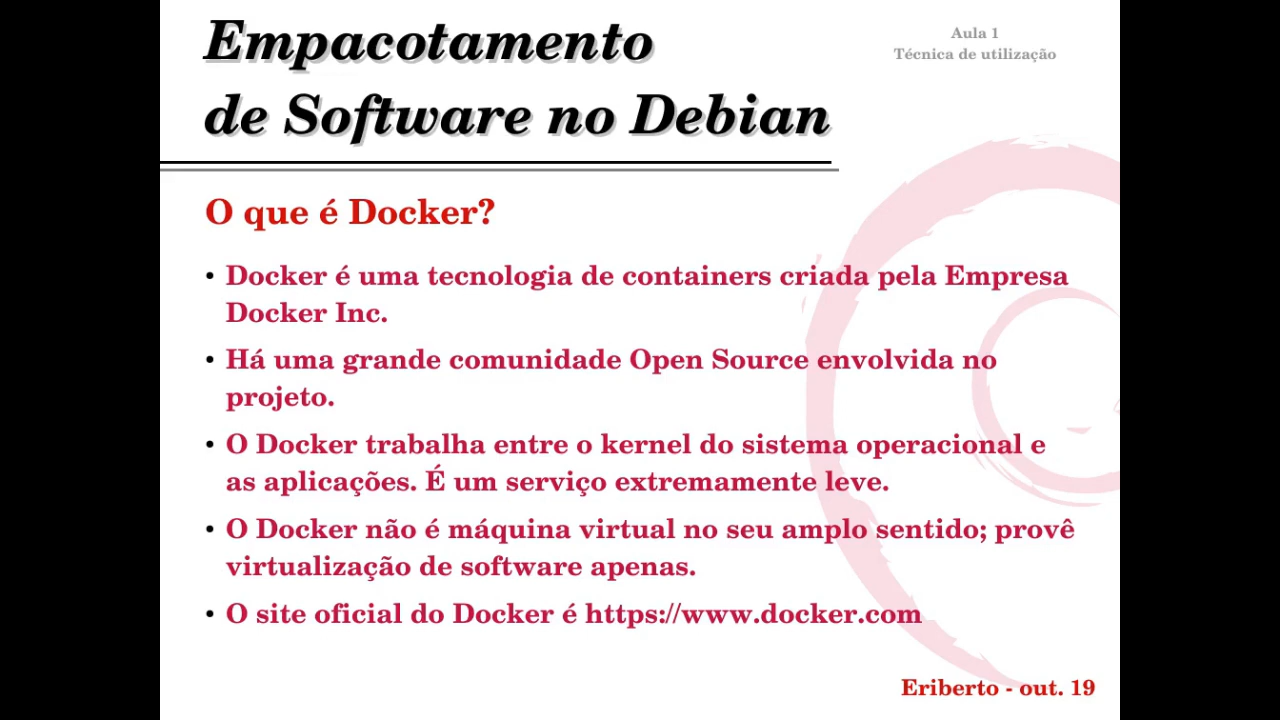 Empacotamento
de Software no Debian
Aula 1
Técnica de utilização
O que é Docker?
• Docker é uma tecnologia de containers criada pela Empresa
Docker Inc.
• Há uma grande comunidade Open Source envolvida no
projeto.
• O Docker trabalha entre o kernel do sistema operacional e
as aplicações. É um serviço extremamente leve.
• O Docker não é máquina virtual no seu amplo sentido; provê
virtualização de software apenas.
• O site oficial do Docker é https://www.docker.com
Eriberto - out. 19